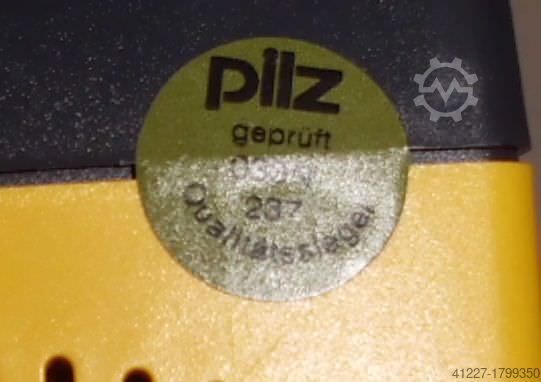 pilz
geprüft
237
Qualitätssiegel
41227-1799350